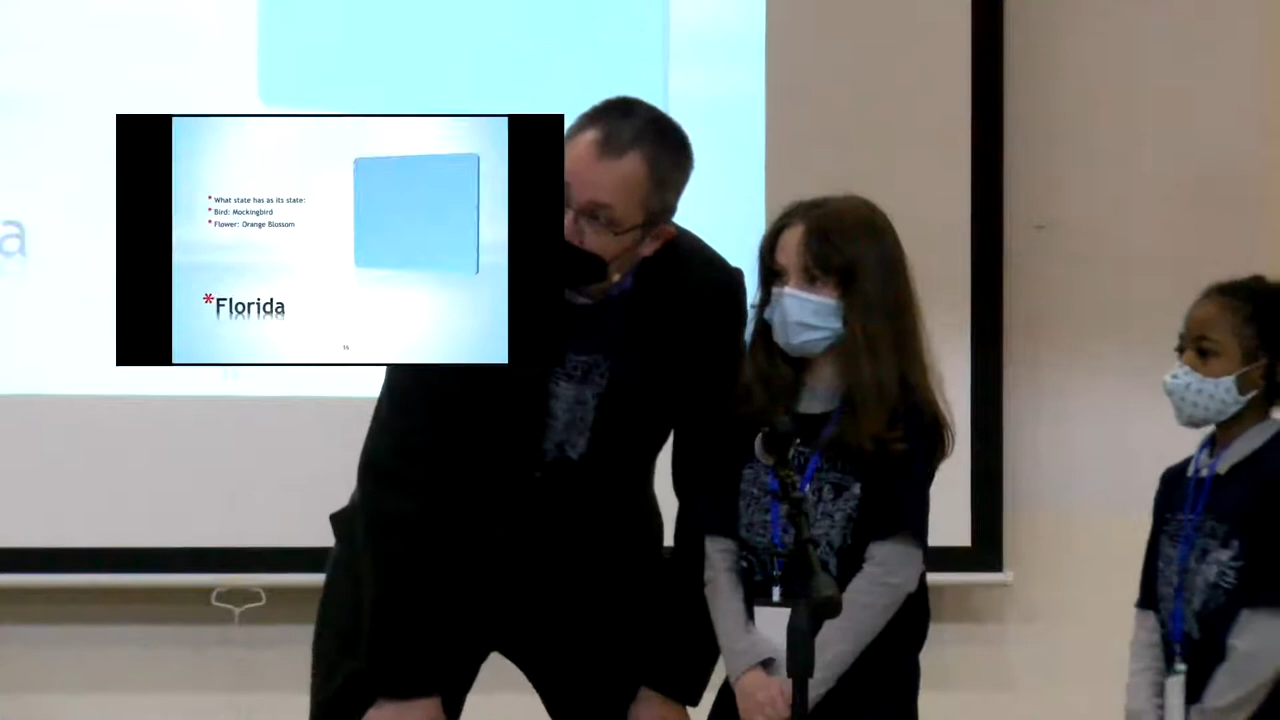 * What state has as its state:
* Bird: Mockingbird
* Flower: Orange Blossom
*Florida
a